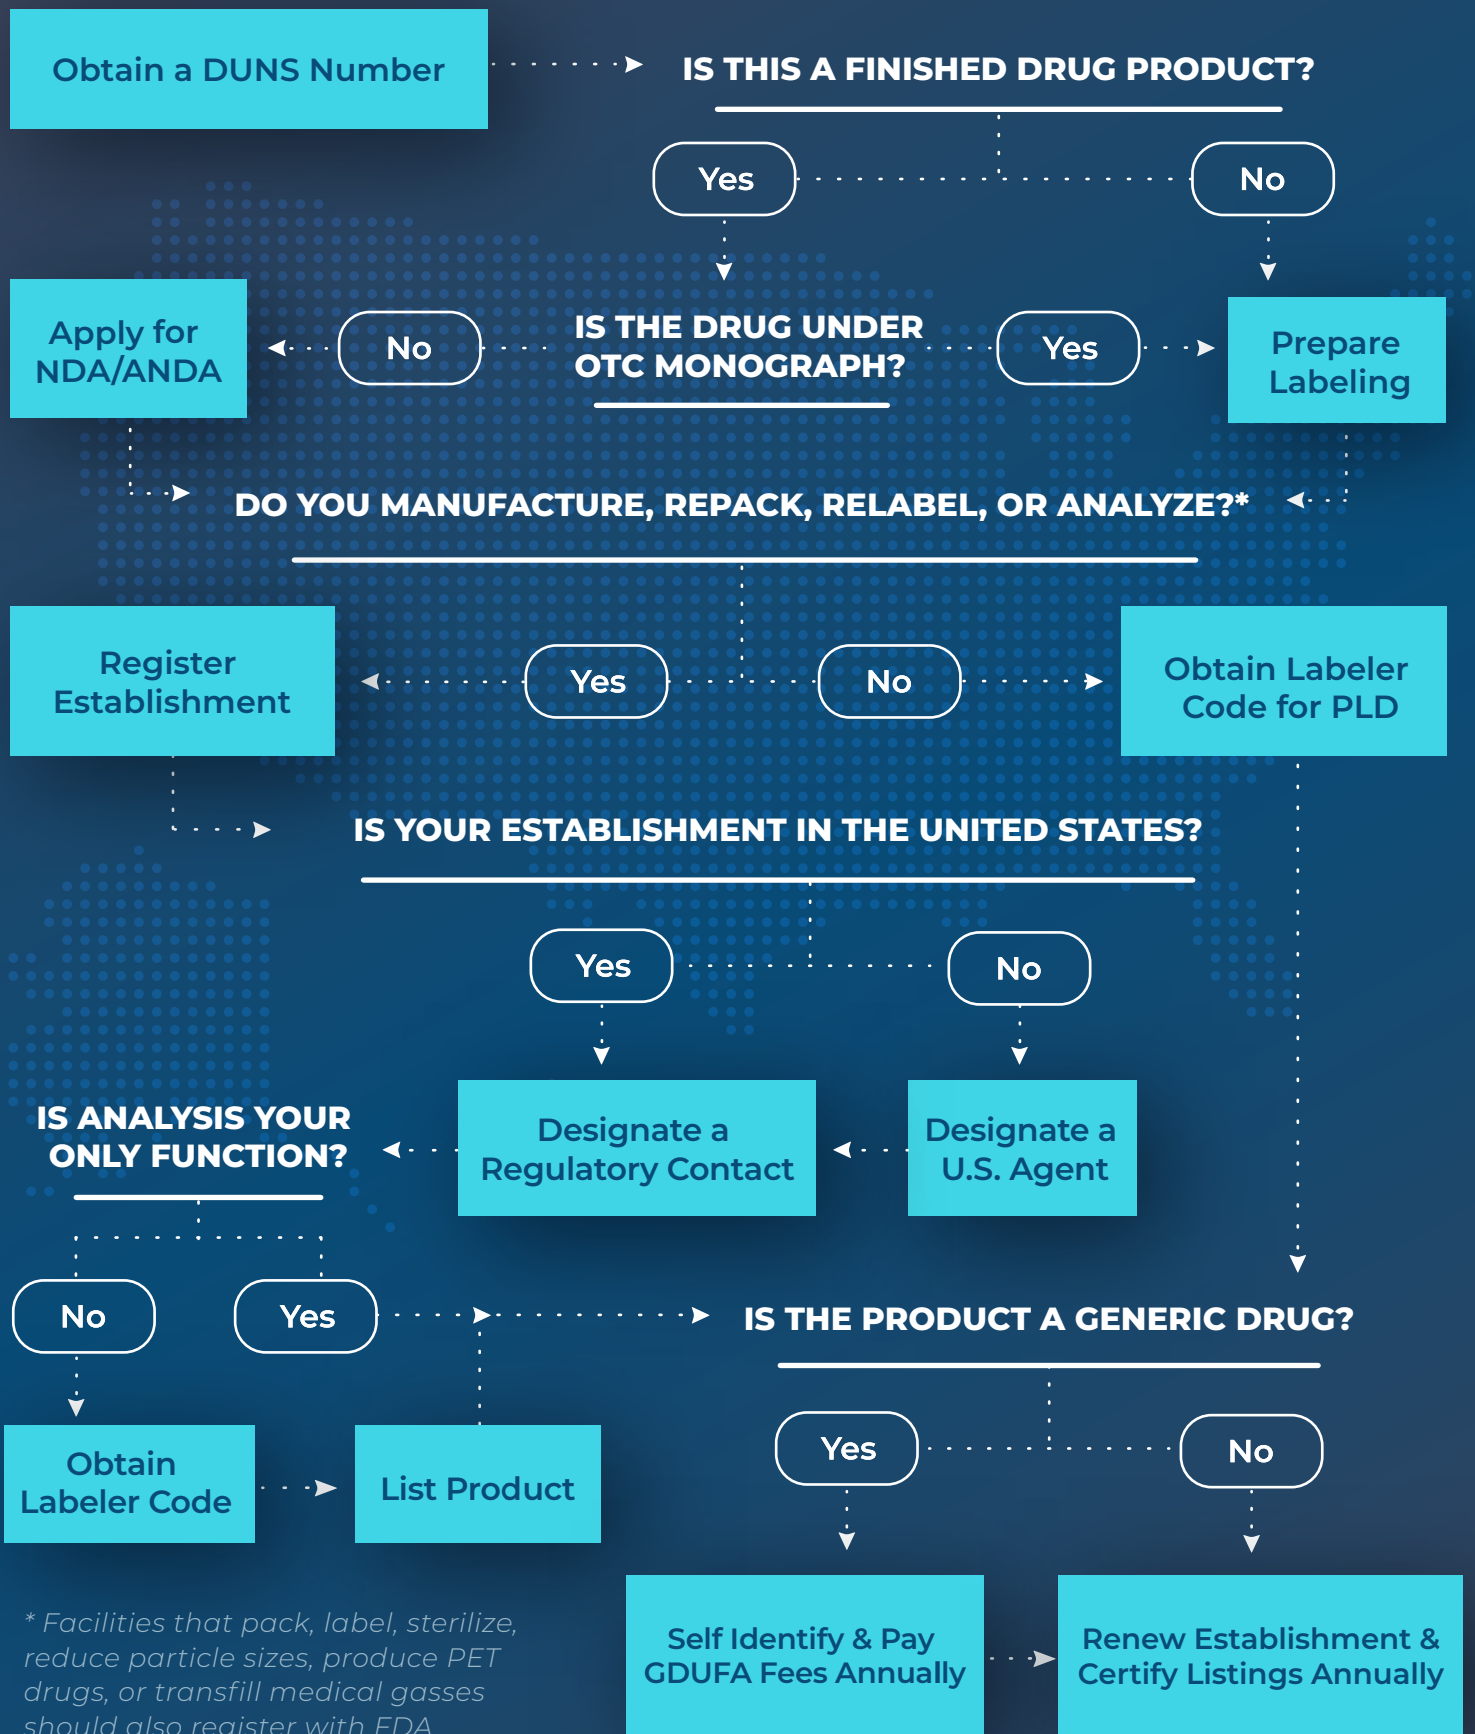 Obtain a DUNS Number
IS THIS A FINISHED DRUG PRODUCT?
Yes
No
Apply for
NDA/ANDA
No
IS THE DRUG UNDER
OTC MONOGRAPH?
Yes
Prepare
Labeling
DO YOU MANUFACTURE, REPACK, RELABEL, OR ANALYZE?*
Register
Establishment
Yes
No
Obtain Labeler
Code for PLD
IS YOUR ESTABLISHMENT IN THE UNITED STATES?
Yes
No
IS ANALYSIS YOUR
ONLY FUNCTION?
Designate a
Regulatory Contact
Designate a
U.S. Agent
No
Yes
IS THE PRODUCT A GENERIC DRUG?
Obtain
Labeler Code
List Product
Yes
No
* Facilities that pack, label, sterilize,
reduce particle sizes, produce PET
drugs, or transfill medical gasses
should also register with FDA
Self Identify & Pay
GDUFA Fees Annually
Renew Establishment &
Certify Listings Annually